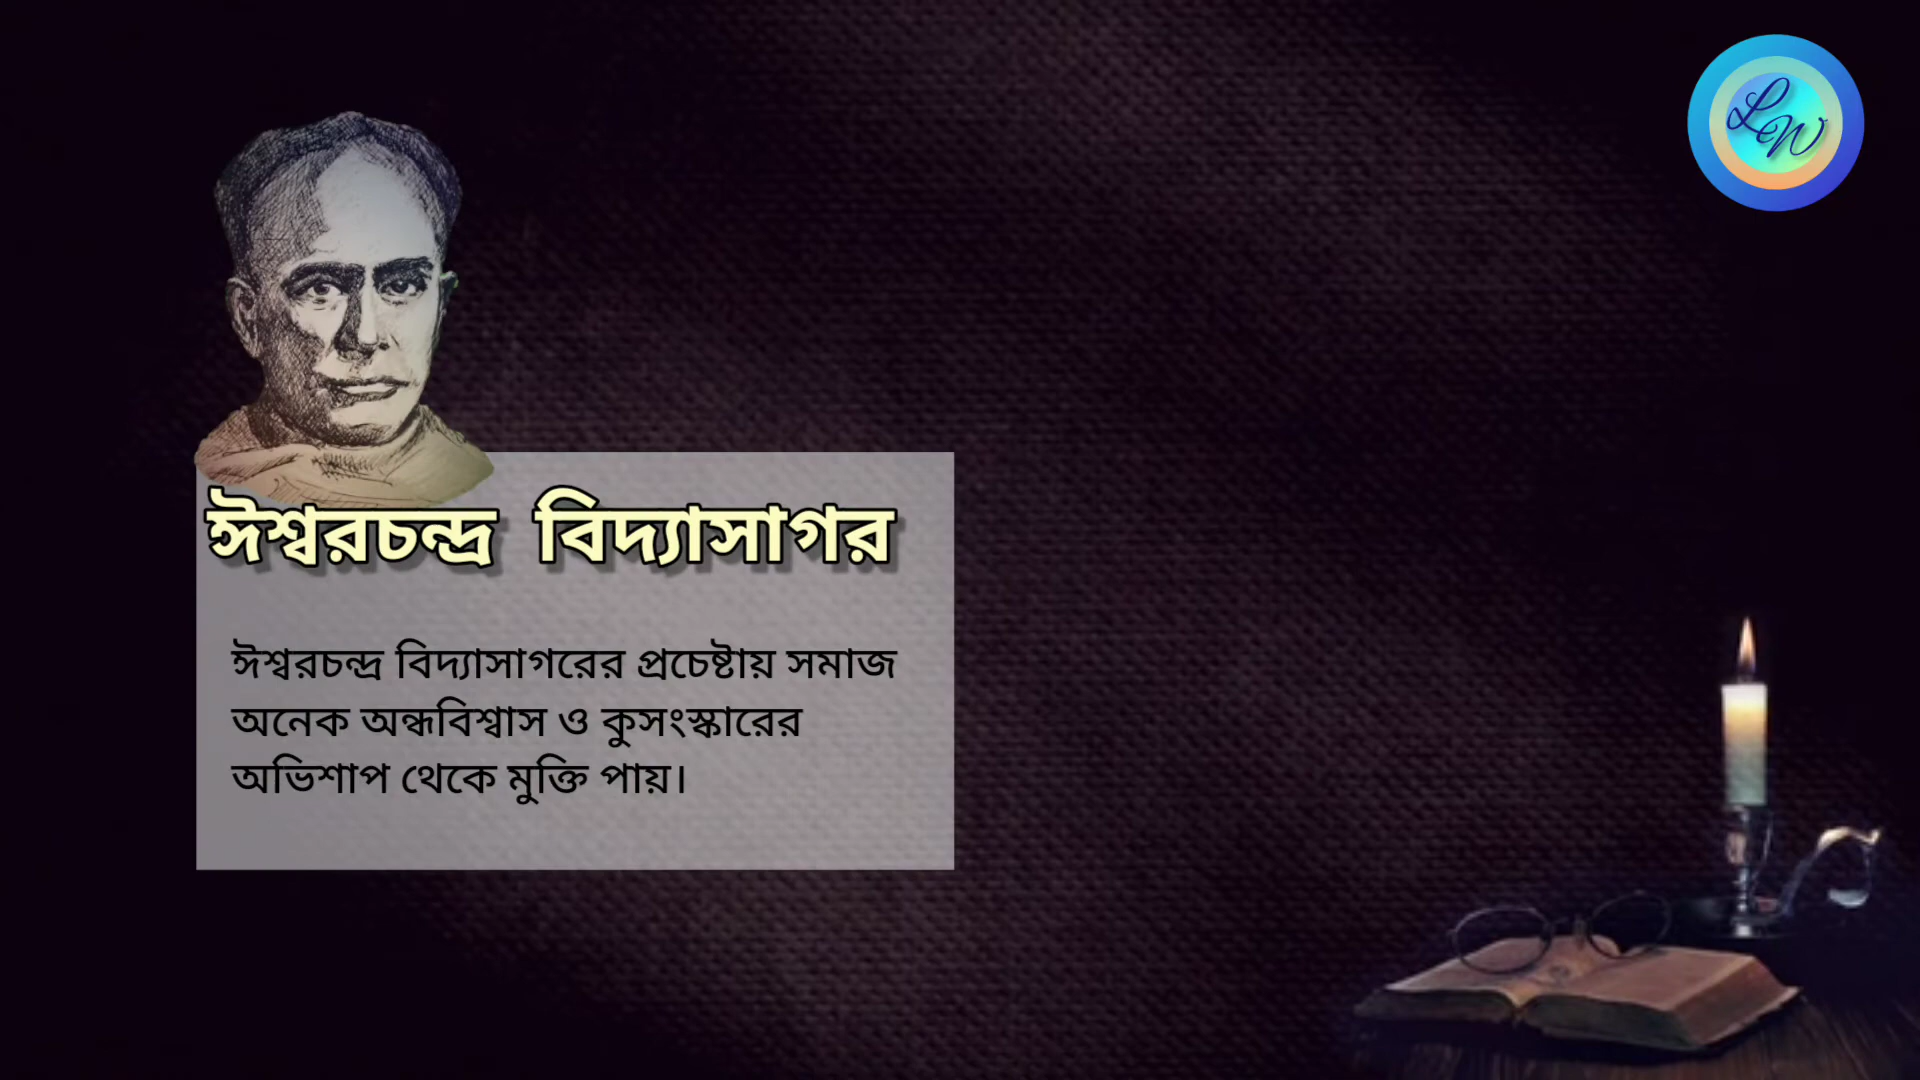 LW
ঈশ্বরচন্দ্র বিদ্যাসাগর
ঈশ্বরচন্দ্র বিদ্যাসাগরের প্রচেষ্টায় সমাজ
অনেক অন্ধবিশ্বাস ও কুসংস্কারের
অভিশাপ থেকে মুক্তি পায়।